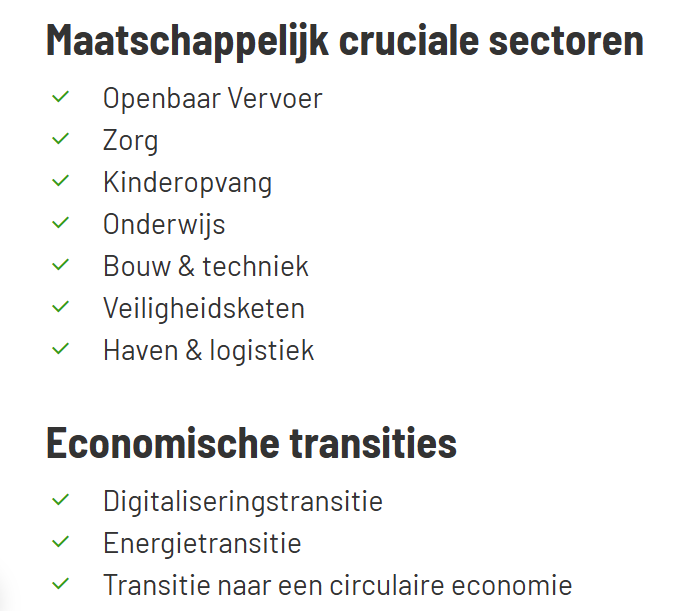 Maatschappelijk cruciale sectoren
Openbaar Vervoer
Zorg
Kinderopvang
Onderwijs
Bouw & techniek
Veiligheidsketen
Haven & logistiek
Economische transities
Digitaliseringstransitie
Energietransitie
Transitie naar een circulaire economie